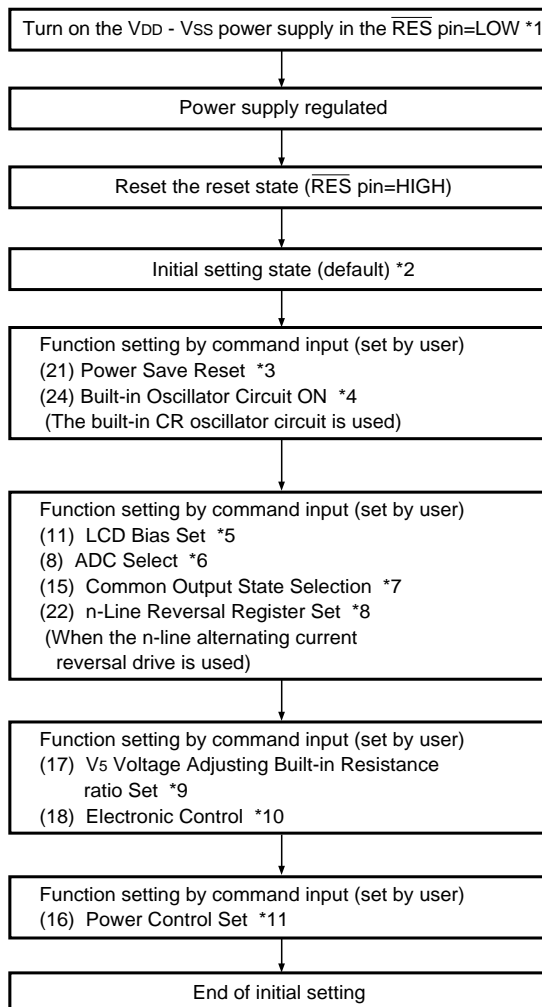 Turn on the VDD - VSS power supply in the RES pin=LOW *1
Power supply regulated
Reset the reset state (RES pin=HIGH)
Initial setting state (default) *2
Function setting by command input (set by user)
(21) Power Save Reset *3
(24) Built-in Oscillator Circuit ON *4
(The built-in CR oscillator circuit is used)
Function setting by command input (set by user)
(11) LCD Bias Set *5
(8) ADC Select *6
(15) Common Output State Selection *7
(22) n-Line Reversal Register Set *8
(When the n-line alternating current
reversal drive is used)
Function setting by command input (set by user)
(17) V5 Voltage Adjusting Built-in Resistance
ratio Set *9
(18) Electronic Control *10
Function setting by command input (set by user)
(16) Power Control Set *11
End of initial setting